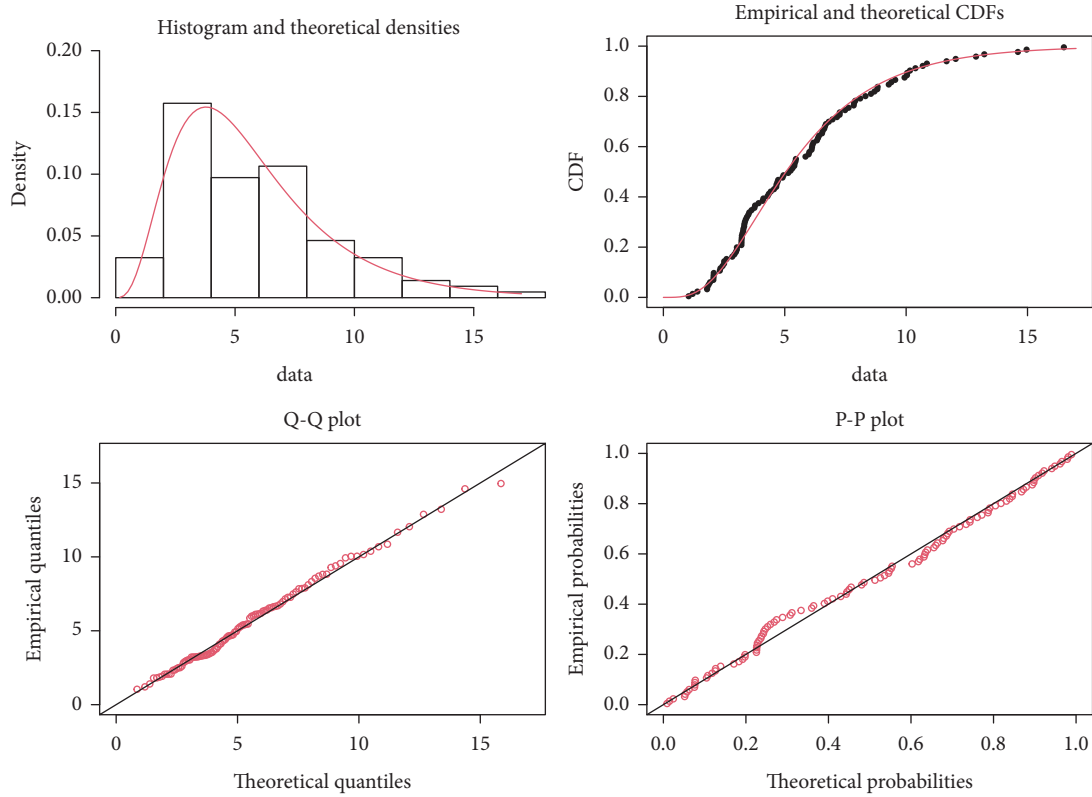 Histogram and theoretical densities
Density
0.20
0.15
0.10
0.05
0.00
0 5 10 15
data
Empirical and theoretical CDFs
CDF
1.0
0.8
0.6
0.4
0.2
0.0
0 5 10 15
data
Q-Q plot
Empirical quantiles
15
10
5
0
0 5 10 15
Theoretical quantiles
P-P plot
Empirical probabilities
1.0
0.8
0.6
0.4
0.2
0.0
0.0 0.2 0.4 0.6 0.8 1.0
Theoretical probabilities